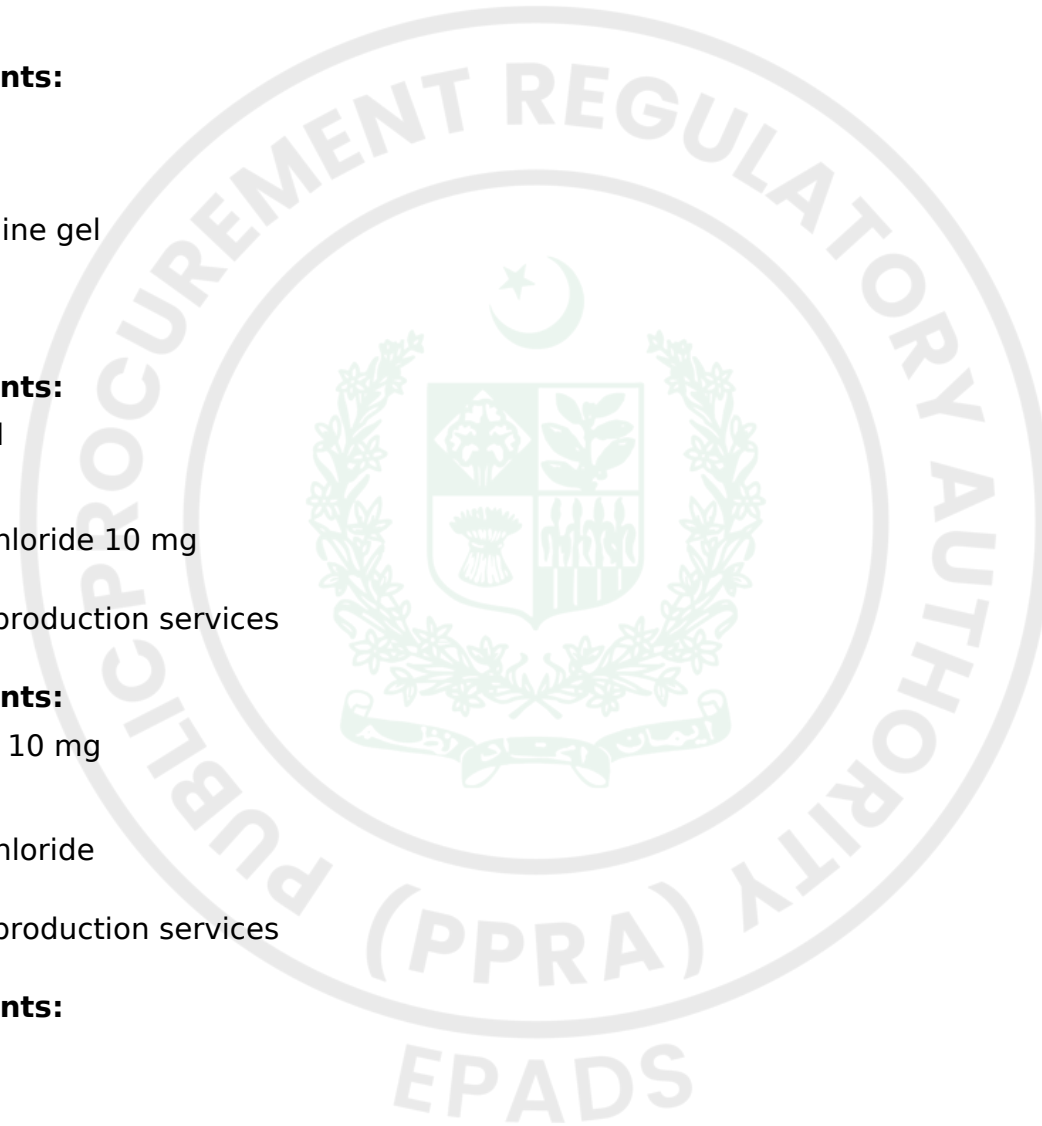 nts:
ine gel
nts:
hloride 10 mg
production services
nts:
10 mg
hloride
production services
nts:
PUBLIC PROCUREMENT REGULATORY AUTHORITY
(PPRA)
EPADS